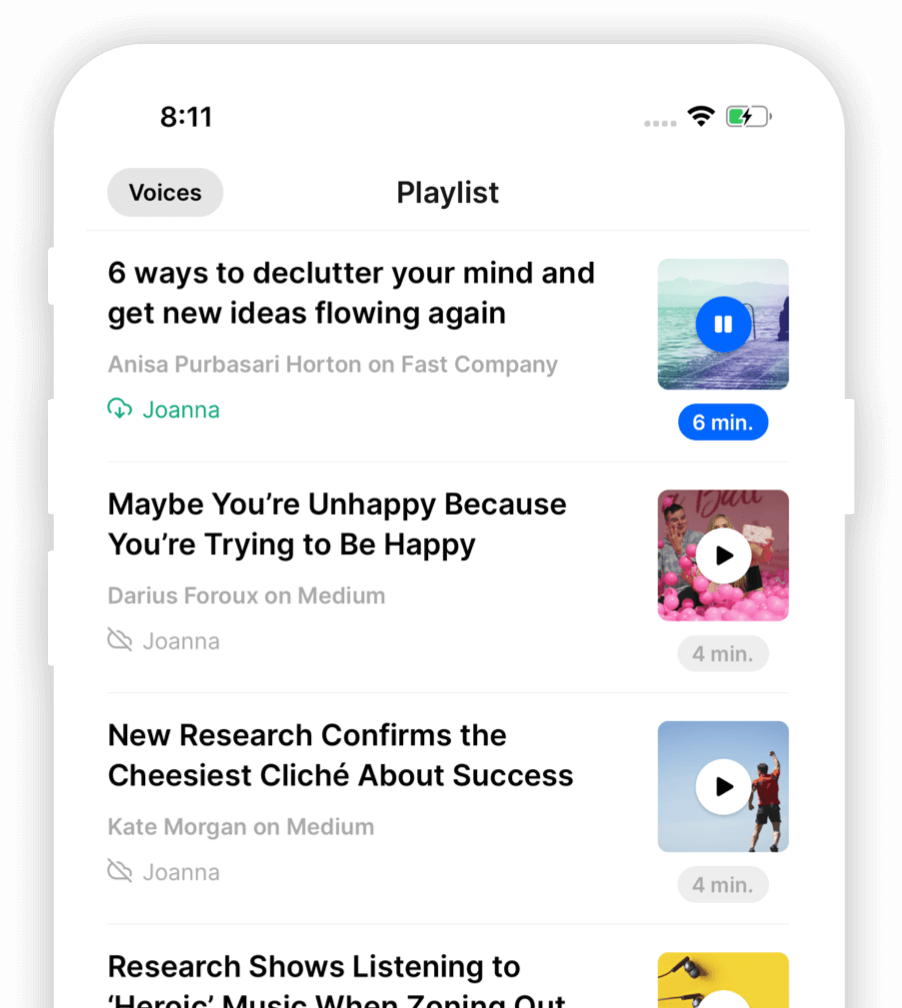 8:11
Voices
Playlist
6 ways to declutter your mind and
get new ideas flowing again
Anisa Purbasari Horton on Fast Company
Joanna
6 min.
Maybe You’re Unhappy Because
You’re Trying to Be Happy
Darius Foroux on Medium
Joanna
4 min.
New Research Confirms the
Cheesiest Cliché About Success
Kate Morgan on Medium
Joanna
4 min.
Research Shows Listening to
‘Heroic’ Music When Zoning Out